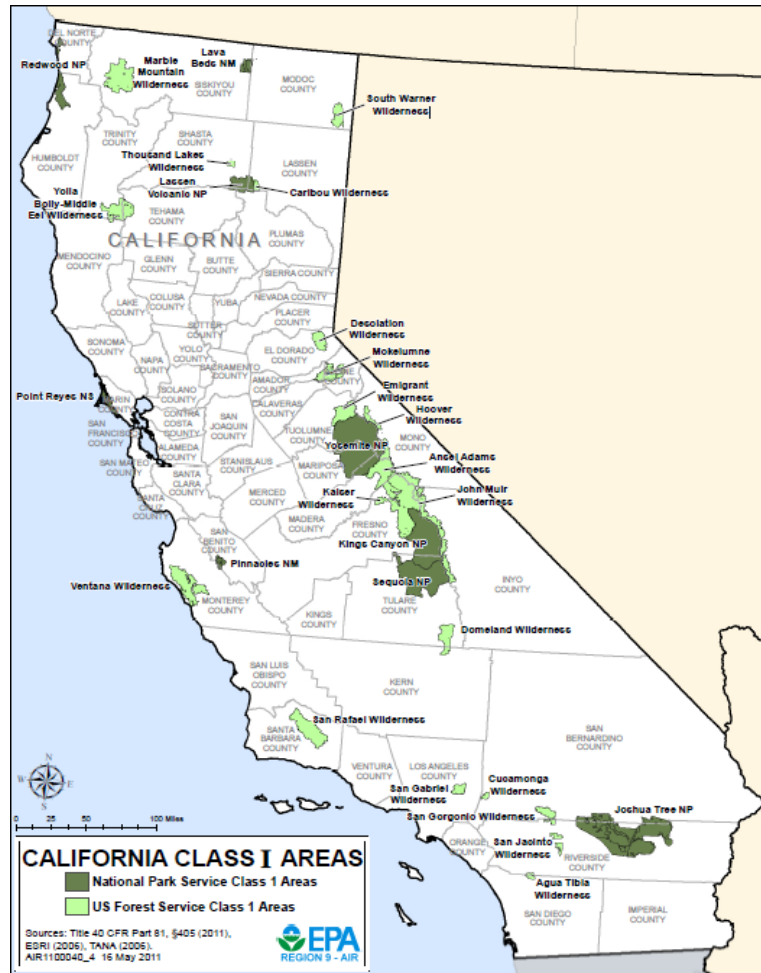 DEL NORTE
COUNTY
Redwood NP
Marble
Mountain
Wilderness
SISKIYOU
COUNTY
Lava
Beds NM
MODOC
COUNTY
South Warner
Wilderness
HUMBOLDT
COUNTY
TRINITY
COUNTY
SHASTA
COUNTY
LASSEN
COUNTY
Thousand Lakes
Wilderness
Lassen
Volcanic NP
Caribou Wilderness
Yolla
Bolly-Middle
Eel Wilderness
TEHAMA
COUNTY
PLUMAS
COUNTY
CALIFORNIA
MENDOCINO
COUNTY
GLENN
COUNTY
BUTTE
COUNTY
SIERRA COUNTY
LAKE
COUNTY
COLUSA
COUNTY
YUBA
NEVADA COUNTY
PLACER
COUNTY
SUTTER
COUNTY
SONOMA
COUNTY
NAPA
COUNTY
YOLO
COUNTY
SACRAMENTO
COUNTY
EL DORADO
COUNTY
Desolation
Wilderness
Mokelumne
Wilderness
AMADOR
COUNTY
COUNTY
Point Reyes NS
MARIN
COUNTY
SOLANO
COUNTY
CALAVERAS
COUNTY
Emigrant
Wilderness
Hoover
Wilderness
SAN
FRANCISCO
COUNTY
CONTRA
COSTA
COUNTY
SAN
JOAQUIN
COUNTY
TUOLUMNE
COUNTY
Yosemite NP
MONO
COUNTY
ALAMEDA
COUNTY
SAN MATEO
COUNTY
STANISLAUS
COUNTY
MARIPOSA
COUNTY
Ansel Adams
Wilderness
SANTA
CLARA
COUNTY
SANTA
CRUZ
COUNTY
MERCED
COUNTY
Kaiser
Wilderness
John Muir
Wilderness
MADERA
COUNTY
FRESNO
COUNTY
SAN
BENITO
COUNTY
Kings Canyon NP
Pinnacles NM
Sequoia NP
INYO
COUNTY
Ventana Wilderness
MONTEREY
COUNTY
TULARE
COUNTY
KINGS
COUNTY
Domeland Wilderness
SAN LUIS
OBISPO
COUNTY
KERN
COUNTY
San Rafael Wilderness
SANTA
BARBARA
COUNTY
SAN
BERNARDINO
COUNTY
VENTURA
COUNTY
LOS ANGELES
COUNTY
San Gabriel
Wilderness
Cucamonga
Wilderness
San Gorgonio Wilderness
Joshua Tree NP
ORANGE
COUNTY
San Jacinto
Wilderness
RIVERSIDE
COUNTY
Agua Tibia
Wilderness
SAN DIEGO
COUNTY
IMPERIAL
COUNTY
N
W
E
S
0 50 100 Miles
CALIFORNIA CLASS I AREAS
National Park Service Class 1 Areas
US Forest Service Class 1 Areas
Sources: Title 40 CFR Part 81, §405 (2011),
ESRI (2006), TANA (2006).
AIR1100040_4 16 May 2011
EPA
REGION 9 - AIR